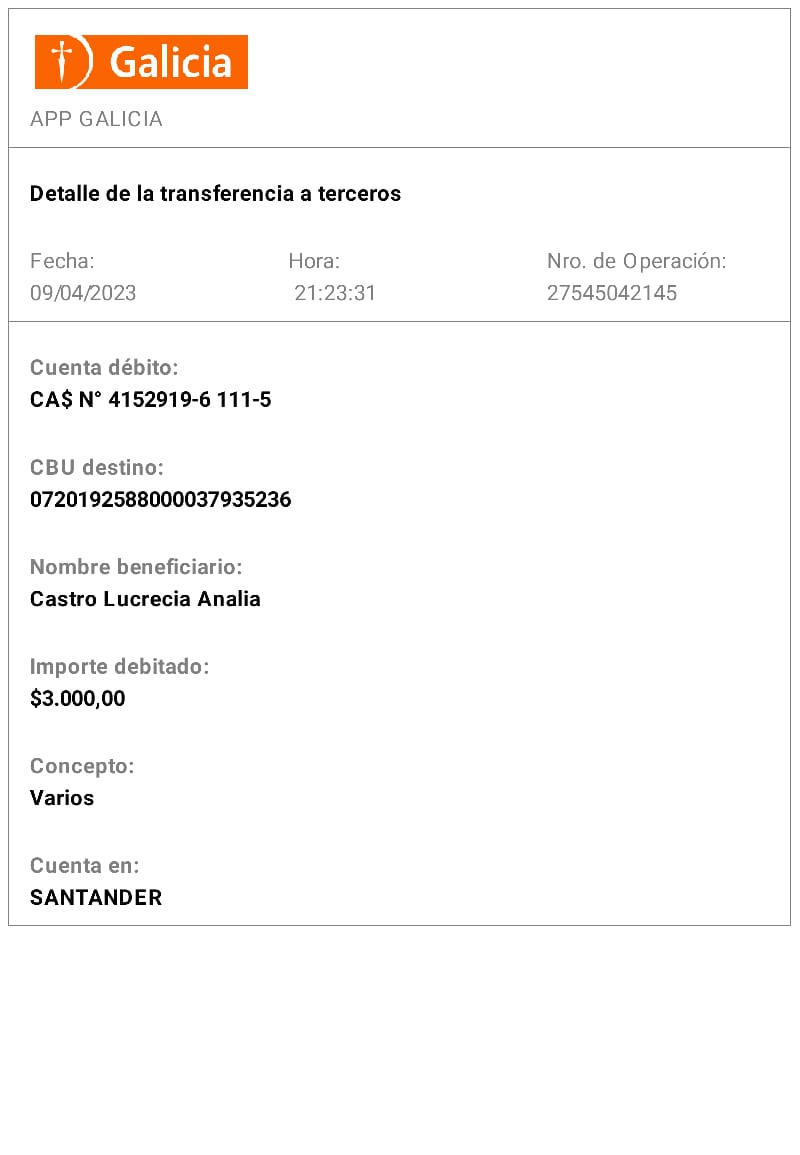 Galicia
APP GALICIA
Detalle de la transferencia a terceros
Fecha: Hora: Nro. de Operación:
09/04/2023 21:23:31 27545042145
Cuenta débito:
CA$ N° 4152919-6 111-5
CBU destino:
0720192588000037935236
Nombre beneficiario:
Castro Lucrecia Analia
Importe debitado:
$3.000,00
Concepto:
Varios
Cuenta en:
SANTANDER